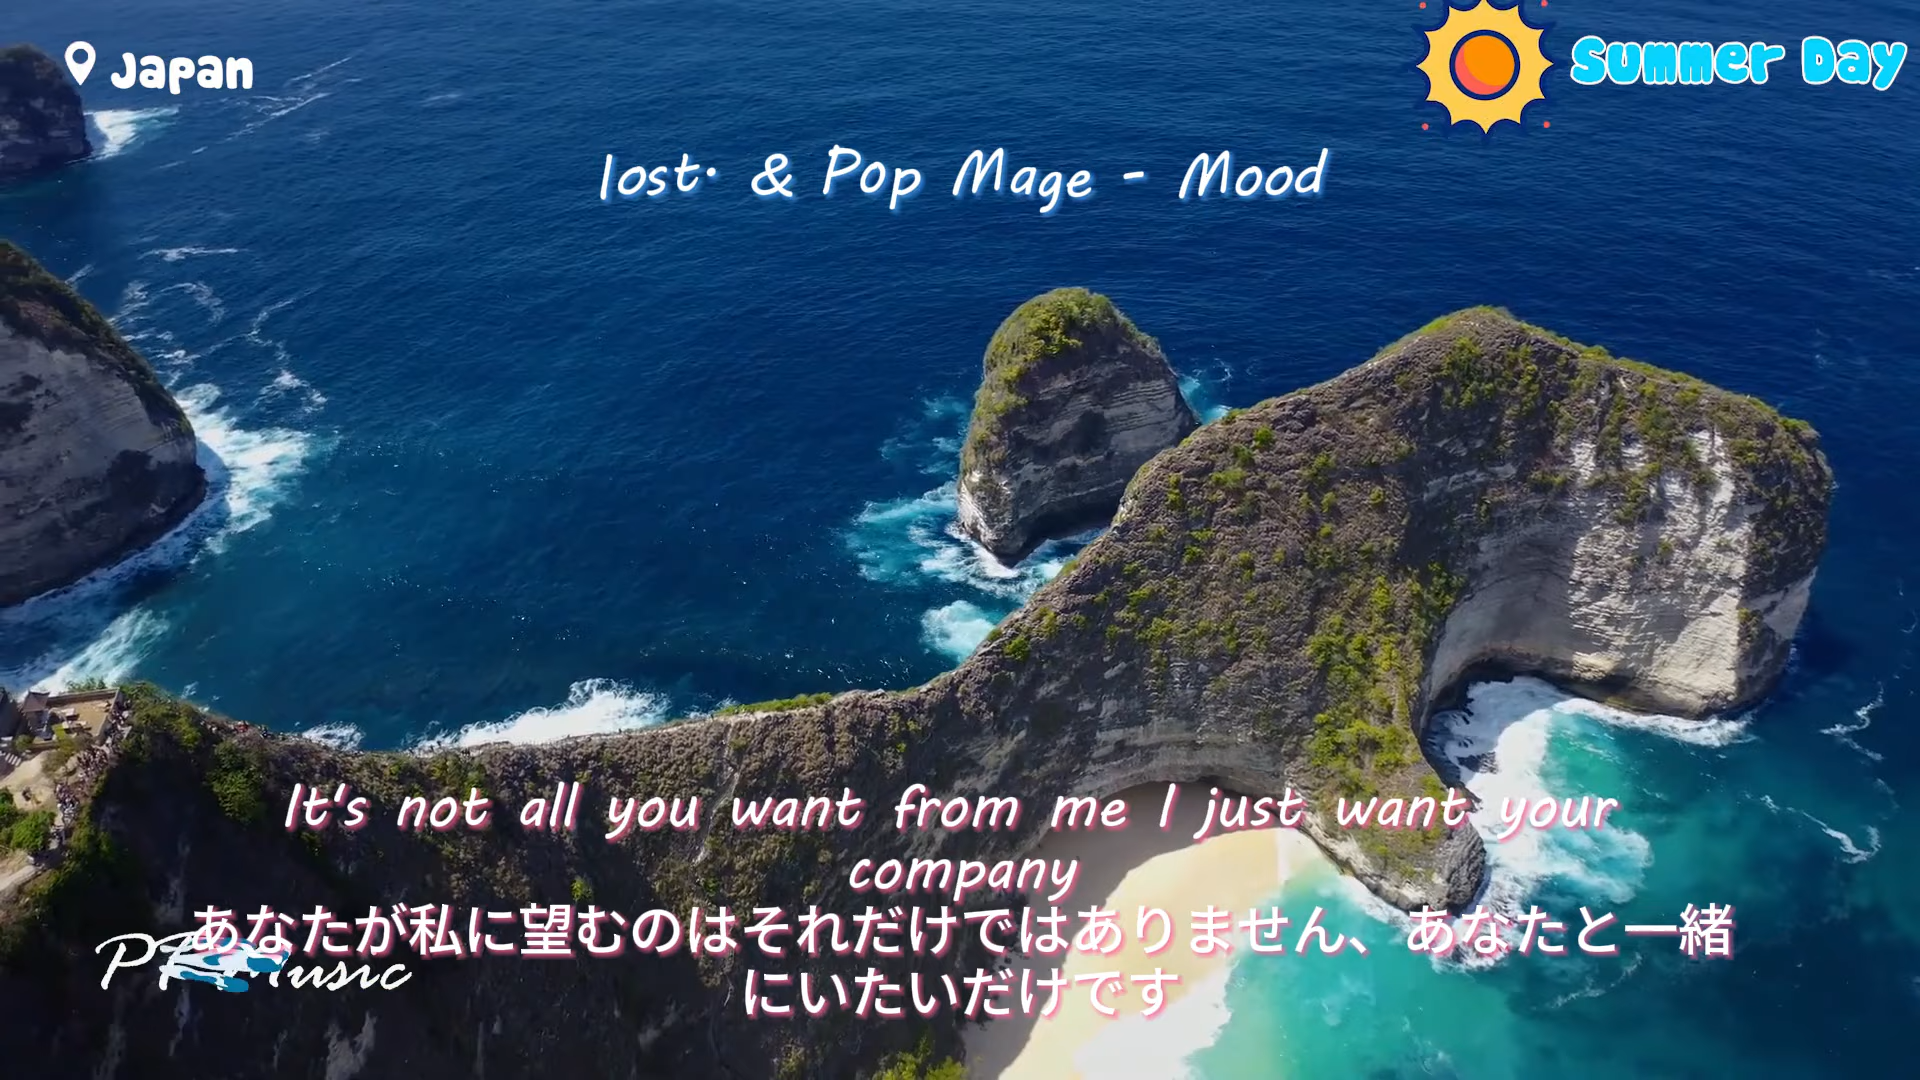 Japan
Summer Day
lost. & Pop Mage - Mood
It's not all you want from me I just want your
company
あなたが私に望むのはそれだけではありません、あなたと一緒
にいたいだけです
PR Music